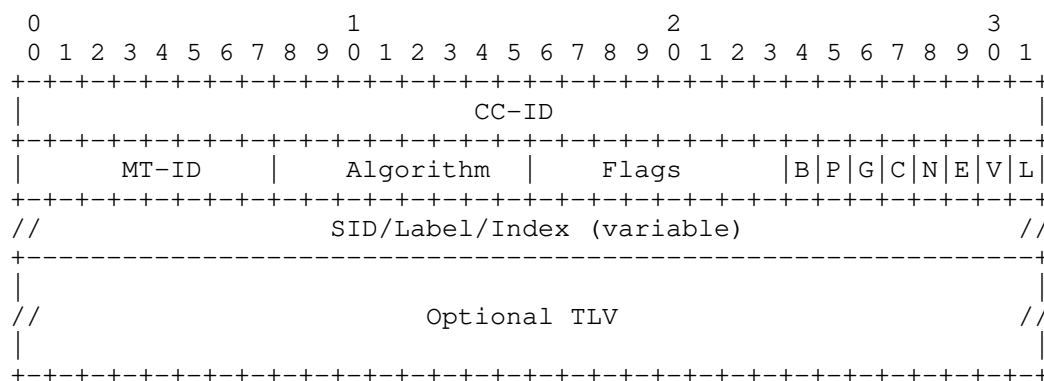 0                   1                   2                   3
 0 1 2 3 4 5 6 7 8 9 0 1 2 3 4 5 6 7 8 9 0 1 2 3 4 5 6 7 8 9 0 1
+-+-+-+-+-+-+-+-+-+-+-+-+-+-+-+-+-+-+-+-+-+-+-+-+-+-+-+-+-+-+-+-+
|                            CC-ID                              |
+-+-+-+-+-+-+-+-+-+-+-+-+-+-+-+-+-+-+-+-+-+-+-+-+-+-+-+-+-+-+-+-+
|       MT-ID   |    Algorithm  |    Flags      |B|P|G|C|N|E|V|L|
+-+-+-+-+-+-+-+-+-+-+-+-+-+-+-+-+-+-+-+-+-+-+-+-+-+-+-+-+-+-+-+-+
//                  SID/Label/Index (variable)                 //
+---------------------------------------------------------------+
|                                                               |
//                        Optional TLV                         //
|                                                               |
+-+-+-+-+-+-+-+-+-+-+-+-+-+-+-+-+-+-+-+-+-+-+-+-+-+-+-+-+-+-+-+-+